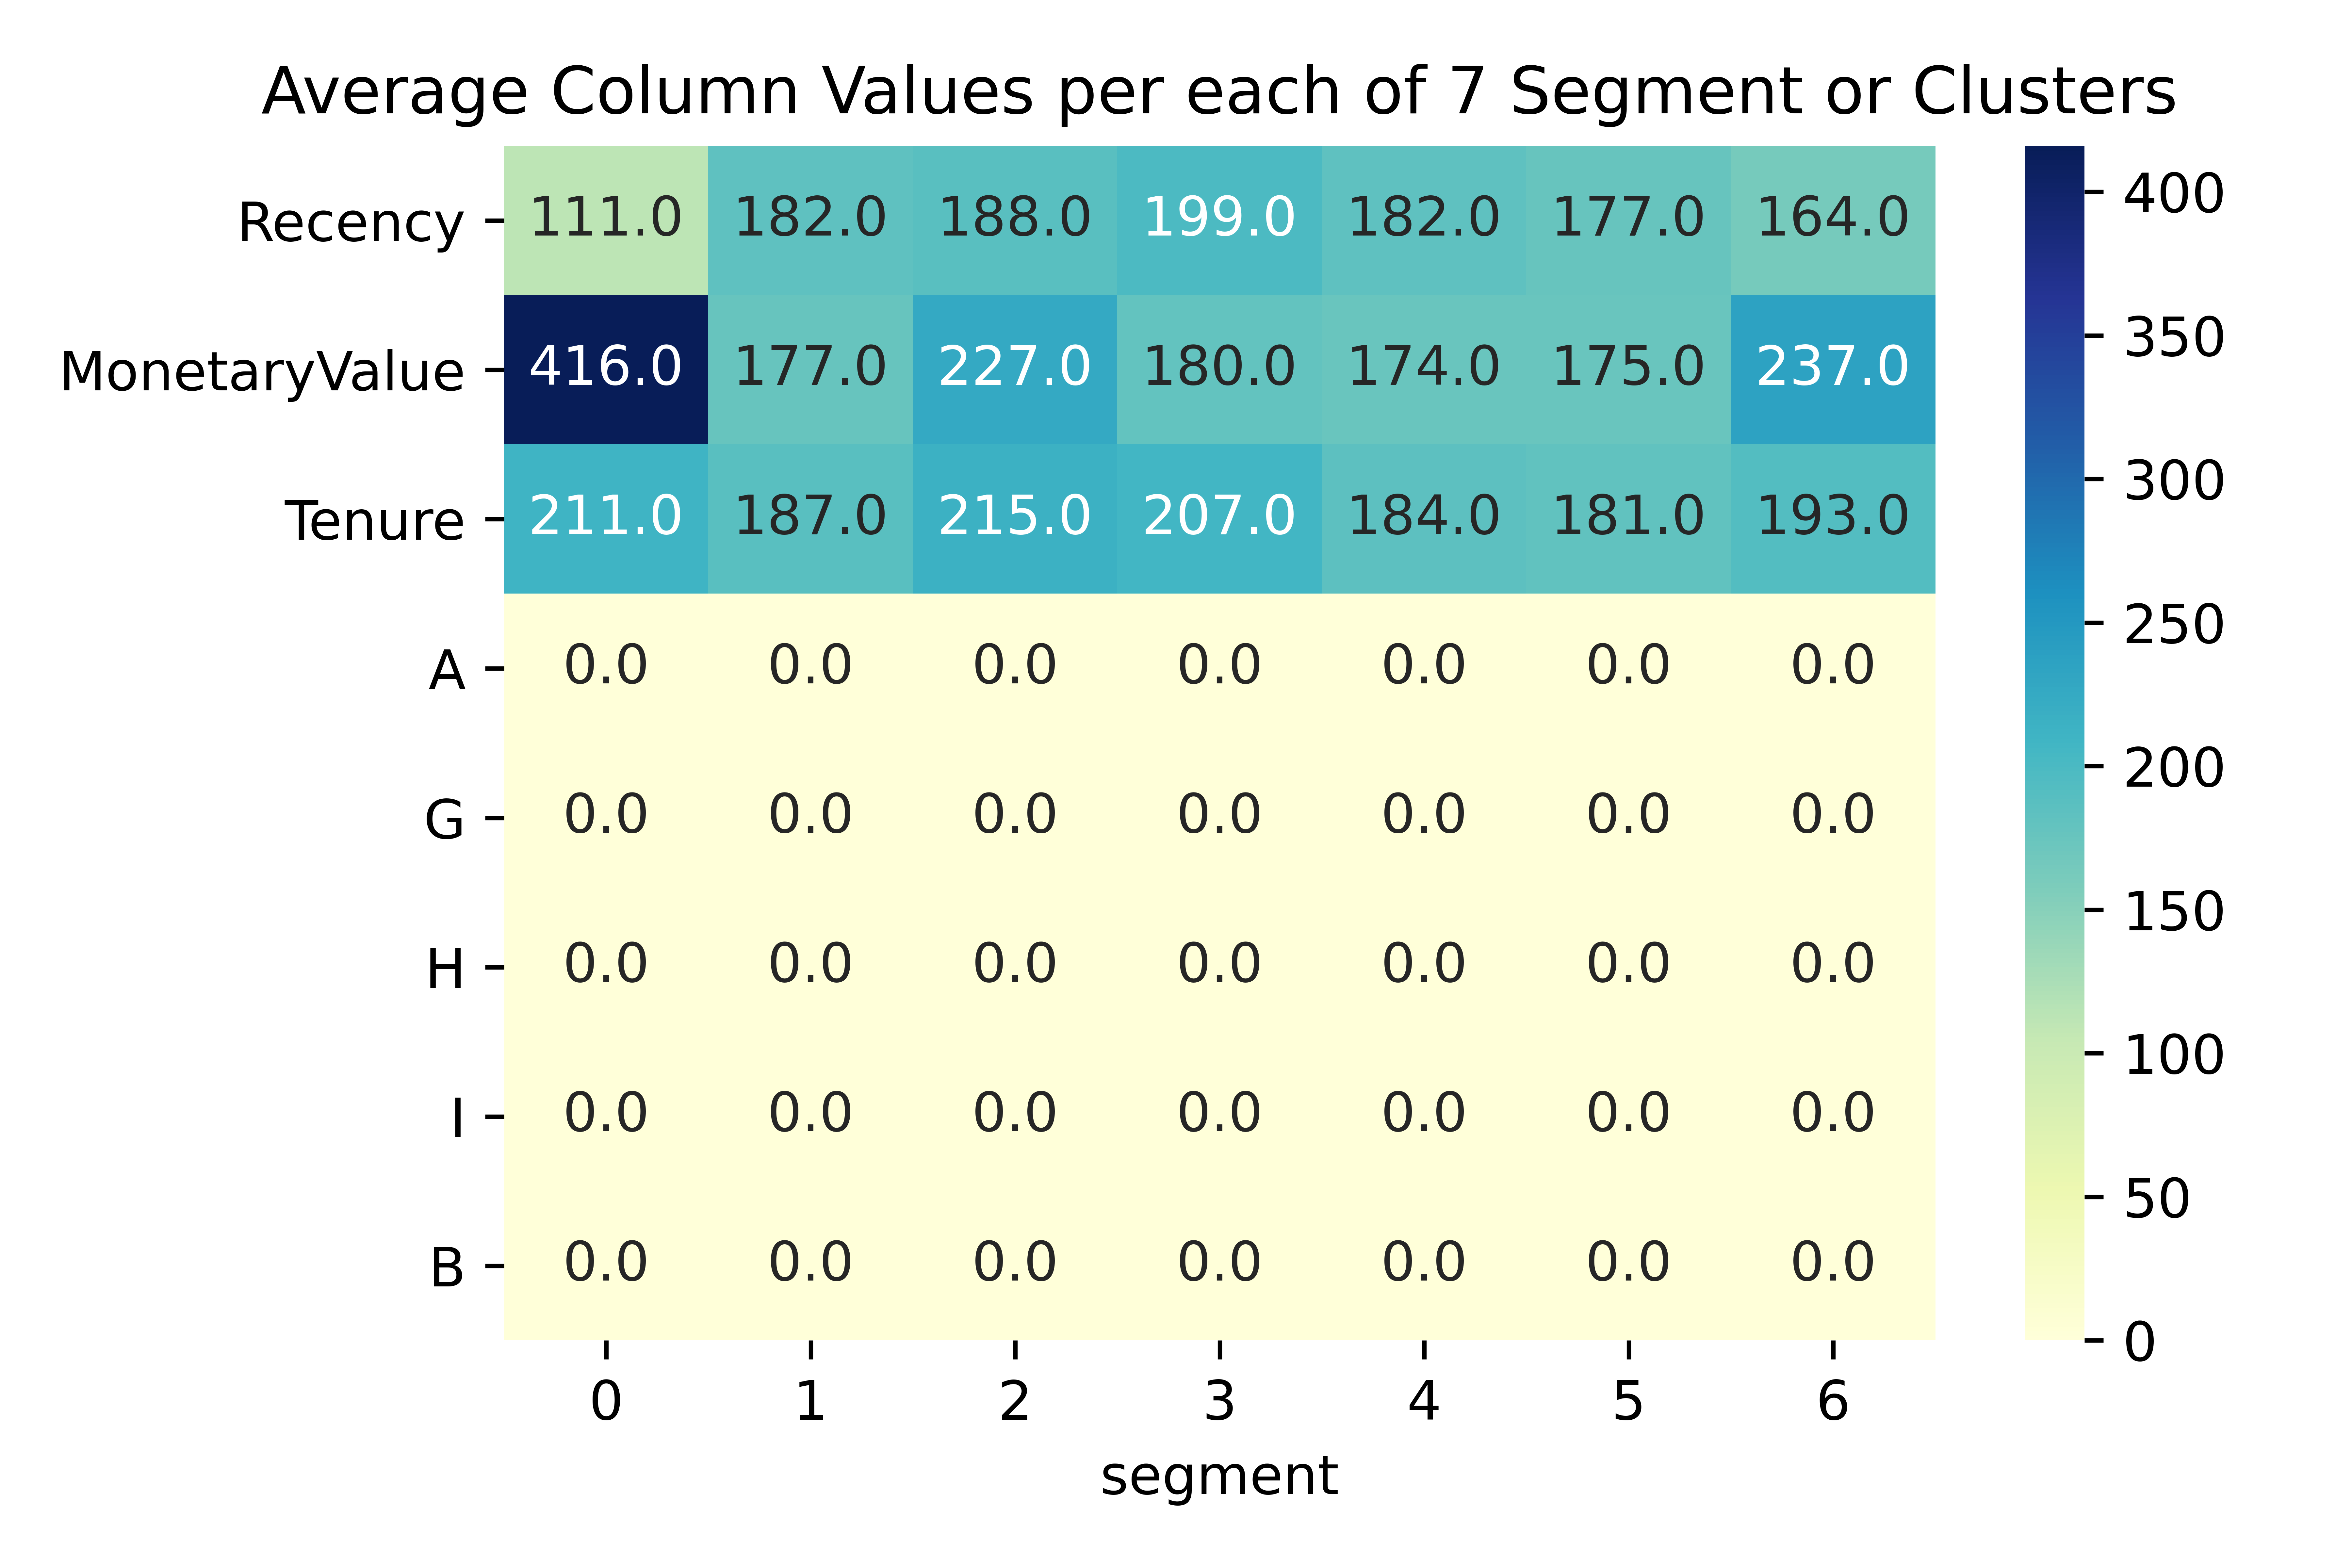 Average Column Values per each of 7 Segment or Clusters
Recency 111.0 182.0 188.0 199.0 182.0 177.0 164.0
MonetaryValue 416.0 177.0 227.0 180.0 174.0 175.0 237.0
Tenure 211.0 187.0 215.0 207.0 184.0 181.0 193.0
A 0.0 0.0 0.0 0.0 0.0 0.0 0.0
G 0.0 0.0 0.0 0.0 0.0 0.0 0.0
H 0.0 0.0 0.0 0.0 0.0 0.0 0.0
I 0.0 0.0 0.0 0.0 0.0 0.0 0.0
B 0.0 0.0 0.0 0.0 0.0 0.0 0.0
0 1 2 3 4 5 6
segment
400
350
300
250
200
150
100
50
0